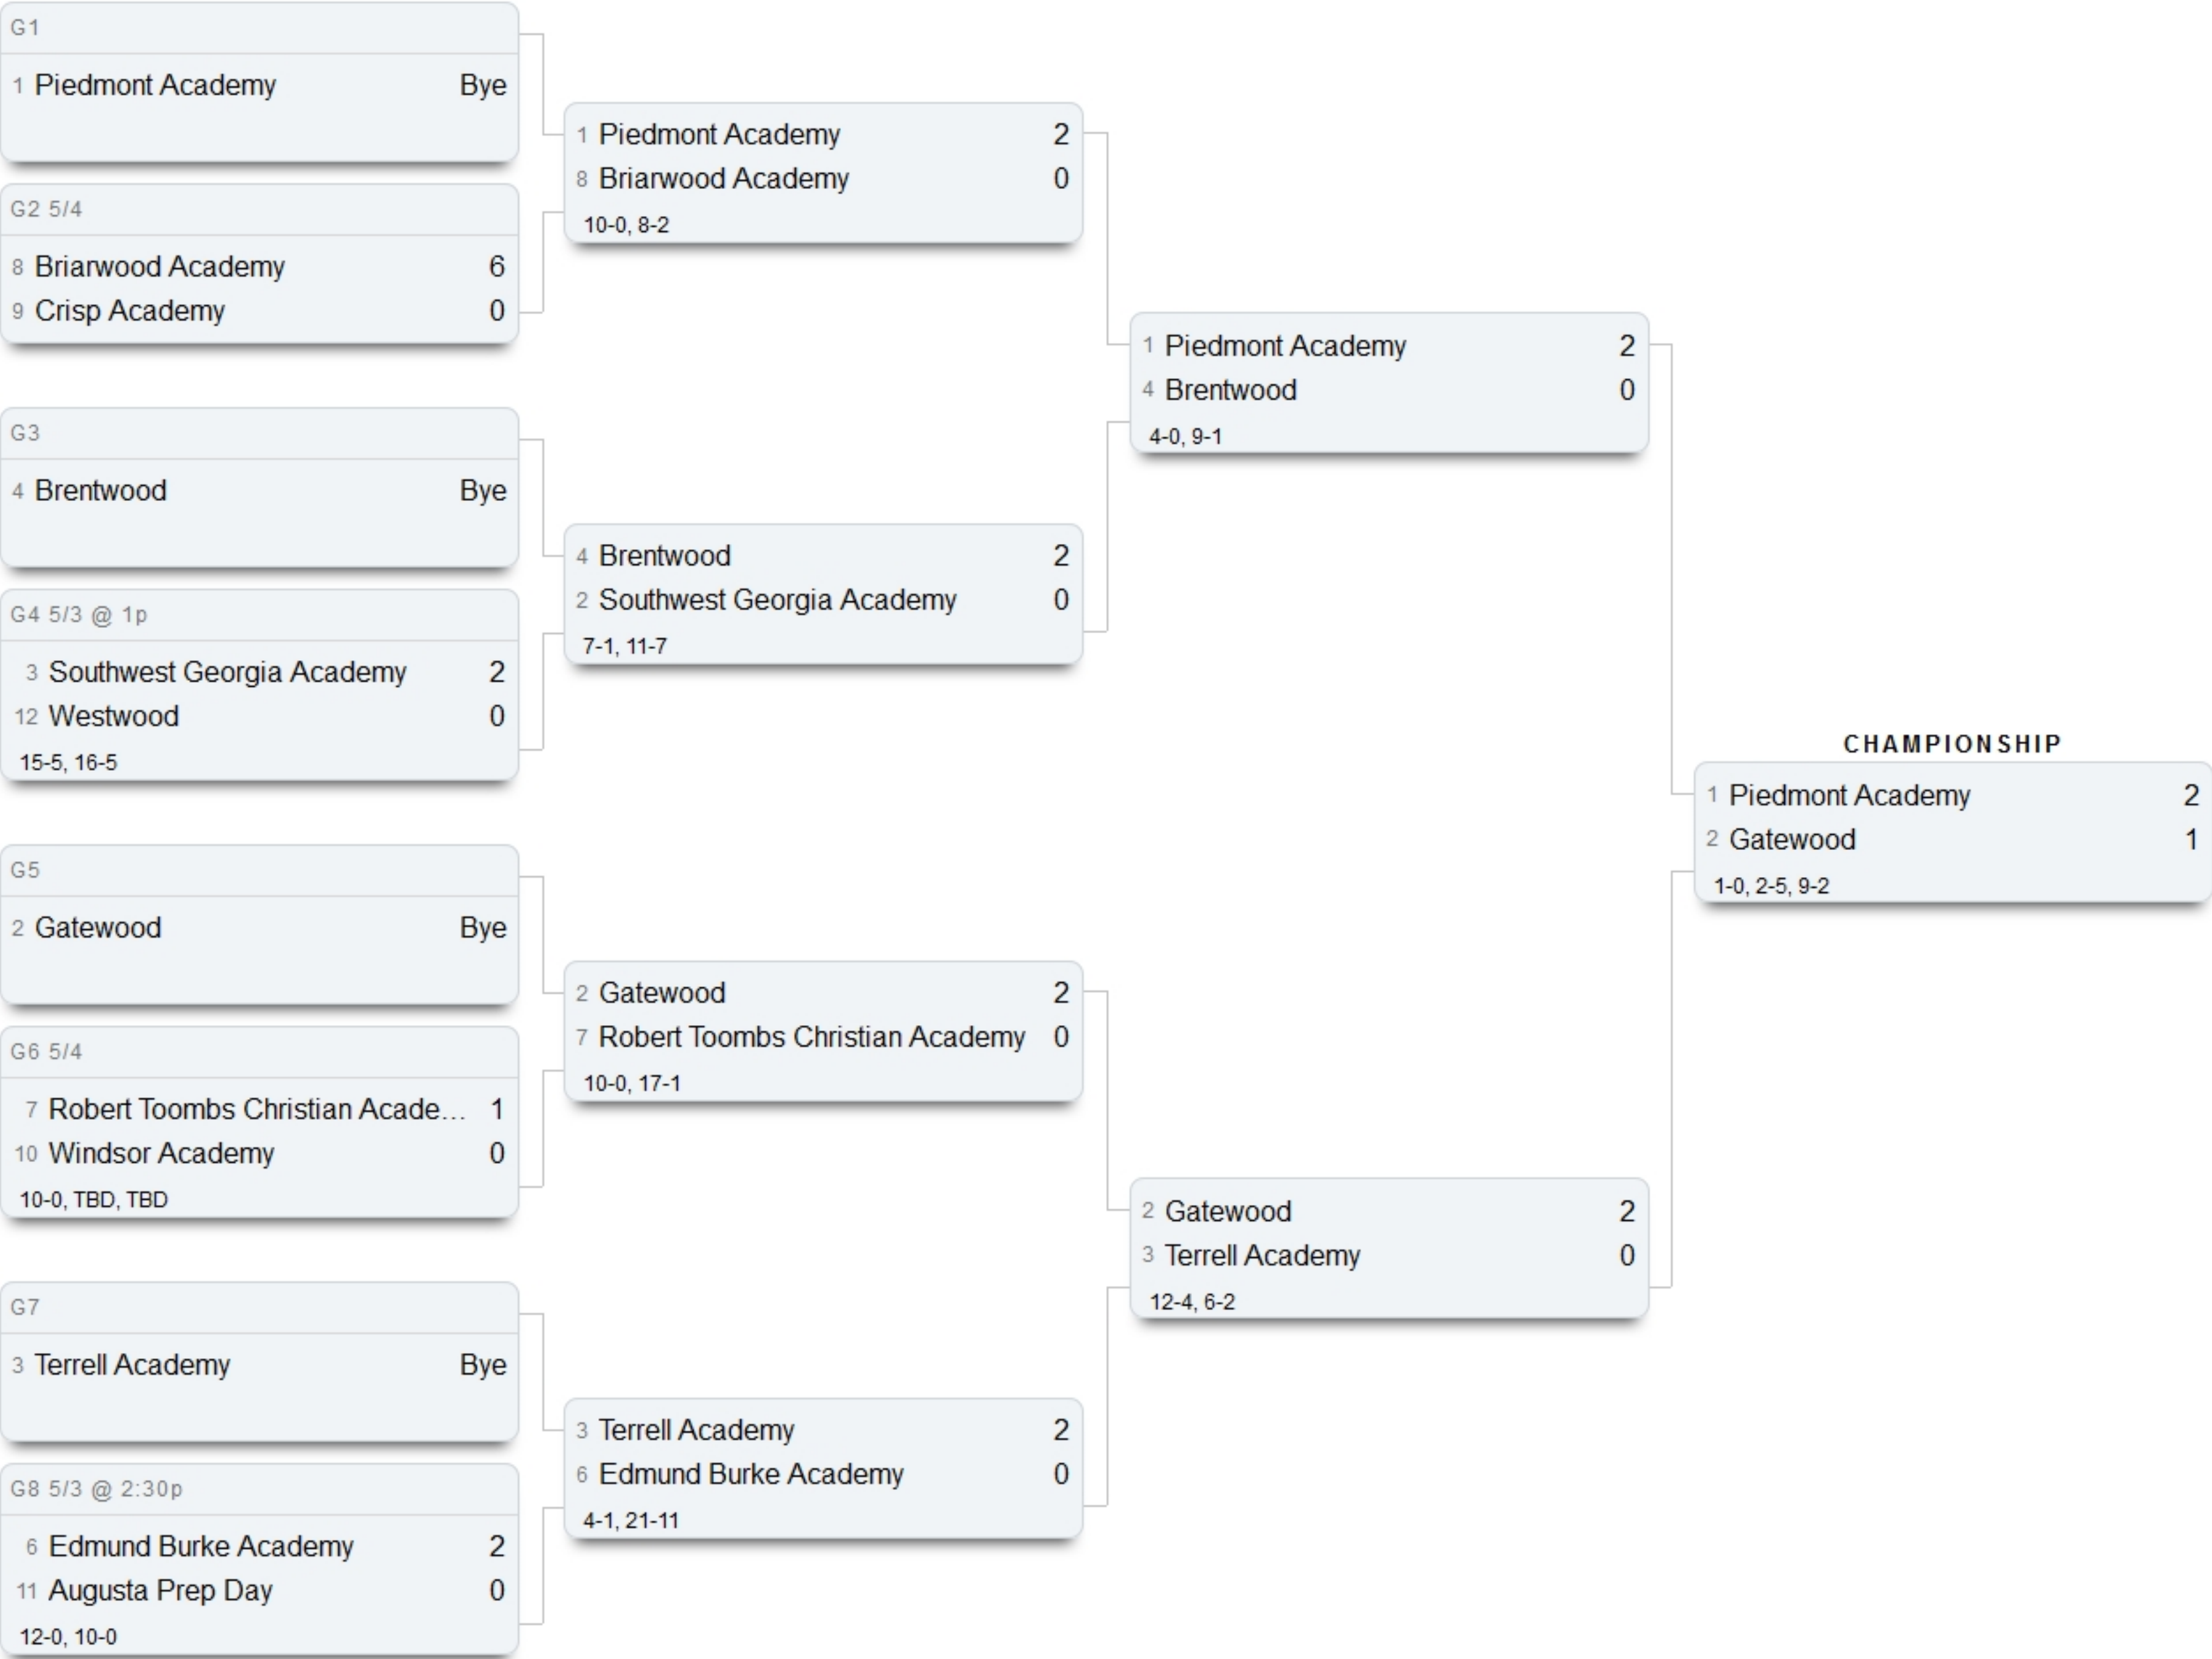 G1
1 Piedmont Academy Bye
G2 5/4
8 Briarwood Academy 6
9 Crisp Academy 0
G3
4 Brentwood Bye
G4 5/3 @ 1p
3 Southwest Georgia Academy 2
12 Westwood 0
15-5, 16-5
G5
2 Gatewood Bye
G6 5/4
7 Robert Toombs Christian Acade... 1
10 Windsor Academy 0
10-0, TBD, TBD
G7
3 Terrell Academy Bye
G8 5/3 @ 2:30p
6 Edmund Burke Academy 2
11 Augusta Prep Day 0
12-0, 10-0
1 Piedmont Academy 2
8 Briarwood Academy 0
10-0, 8-2
4 Brentwood 2
2 Southwest Georgia Academy 0
7-1, 11-7
2 Gatewood 2
7 Robert Toombs Christian Academy 0
10-0, 17-1
3 Terrell Academy 2
6 Edmund Burke Academy 0
4-1, 21-11
1 Piedmont Academy 2
4 Brentwood 0
4-0, 9-1
2 Gatewood 2
3 Terrell Academy 0
12-4, 6-2
CHAMPIONSHIP
1 Piedmont Academy 2
2 Gatewood 1
1-0, 2-5, 9-2